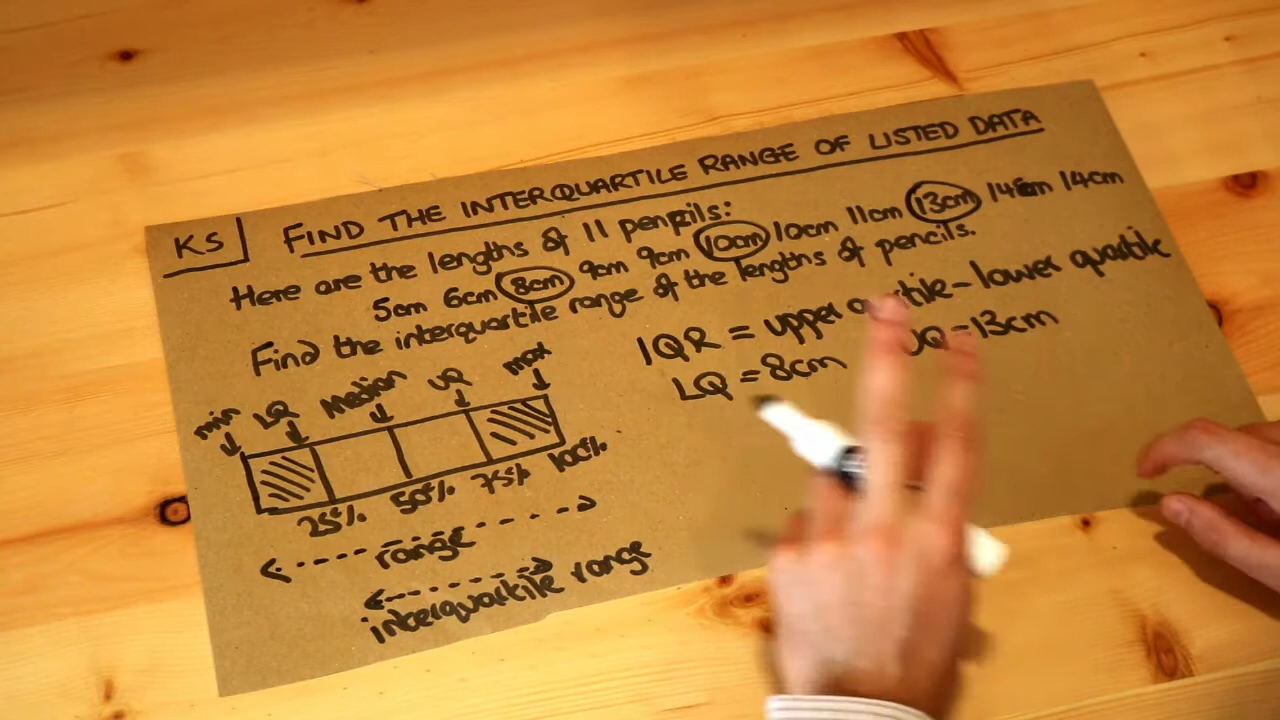 KS
FIND THE INTERQUARTILE RANGE OF LISTED DATA
Here are the lengths of 11 pencils:
5cm 6cm 8cm 9cm 9cm 10cm 10cm 11cm 13cm 14cm 14cm
Find the interquartile range of the lengths of pencils.
IQR = upper quartile - lower quartile
LQ = 8cm UQ = 13cm
min LQ Median UQ max
25% 50% 75% 100%
range
interquartile range